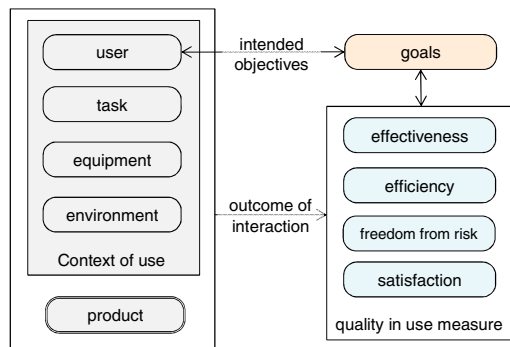 user
task
equipment
environment
Context of use
product
intended
objectives
outcome of
interaction
goals
effectiveness
efficiency
freedom from risk
satisfaction
quality in use measure